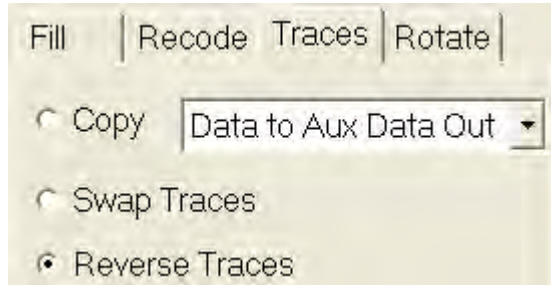 Fill Recode Traces Rotate
Copy Data to Aux Data Out
Swap Traces
Reverse Traces